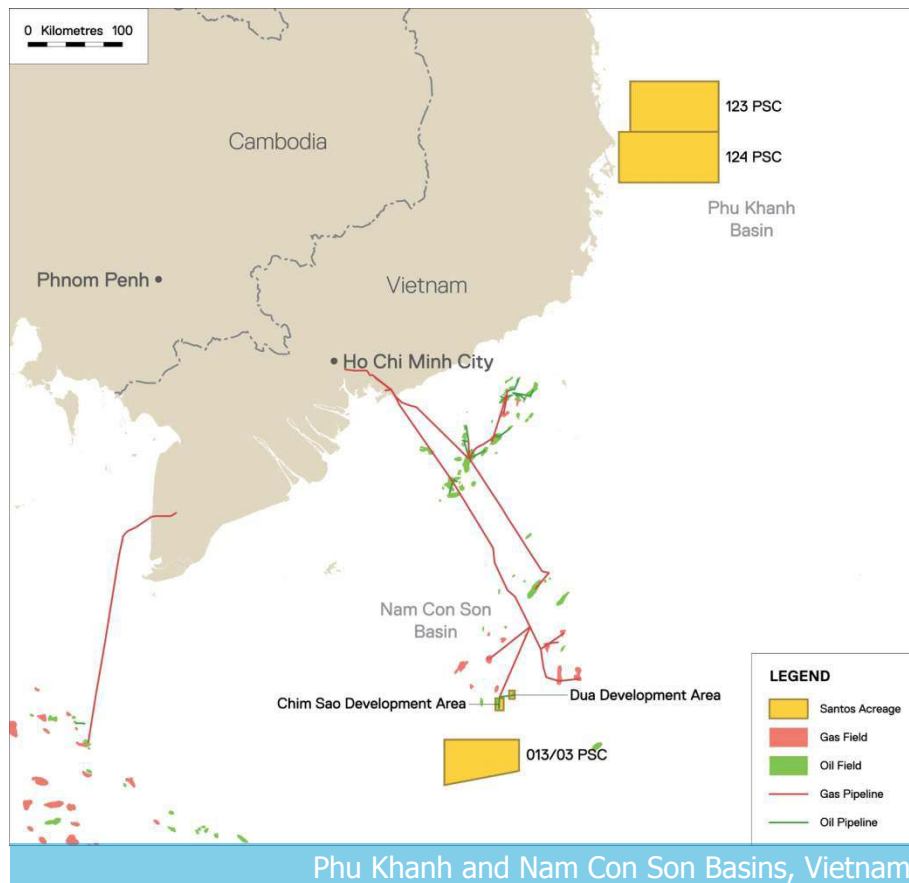 0 Kilometres 100
Cambodia
123 PSC
124 PSC
Phu Khanh
Basin
Phnom Penh
Vietnam
Ho Chi Minh City
Nam Con Son
Basin
Chim Sao Development Area
Dua Development Area
013/03 PSC
LEGEND
Santos Acreage
Gas Field
Oil Field
Gas Pipeline
Oil Pipeline
Phu Khanh and Nam Con Son Basins, Vietnam